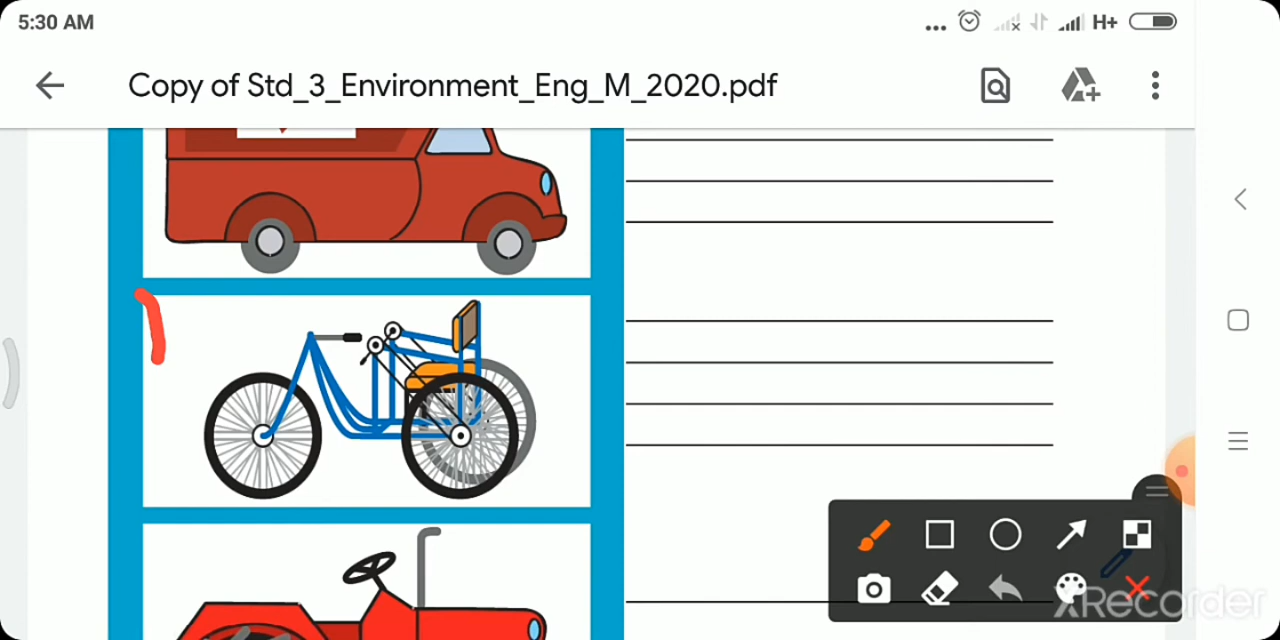 5:30 AM
H+
Copy of Std_3_Environment_Eng_M_2020.pdf
XRecorder